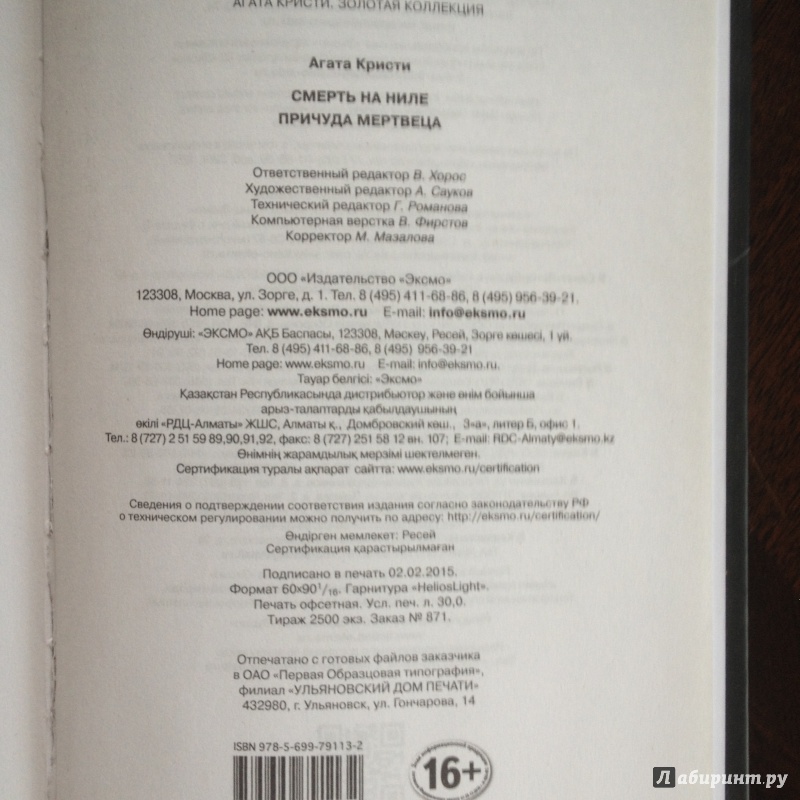 АГАТА КРИСТИ. ЗОЛОТАЯ КОЛЛЕКЦИЯ
Агата Кристи
СМЕРТЬ НА НИЛЕ
ПРИЧУДА МЕРТВЕЦА
Ответственный редактор В. Хорос
Художественный редактор А. Сауков
Технический редактор Г. Романова
Компьютерная верстка В. Фирстов
Корректор М. Мазалова
ООО «Издательство «Эксмо»
123308, Москва, ул. Зорге, д. 1. Тел. 8 (495) 411-68-86, 8 (495) 956-39-21.
Home page: www.eksmo.ru E-mail: info@eksmo.ru
Өндіруші: «ЭКСМО» АҚБ Баспасы, 123308, Мәскеу, Ресей, Зорге көшесі, 1 үй.
Тел. 8 (495) 411-68-86, 8 (495) 956-39-21
Home page: www.eksmo.ru E-mail: info@eksmo.ru.
Тауар белгісі: «Эксмо»
Қазақстан Республикасында дистрибьютор және өнім бойынша
арыз-талаптарды қабылдаушының
өкілі «РДЦ-Алматы» ЖШС, Алматы қ., Домбровский көш., 3«а», литер Б, офис 1.
Тел.: 8 (727) 2 51 59 89,90,91,92, факс: 8 (727) 251 58 12 вн. 107; E-mail: RDC-Almaty@eksmo.kz
Өнімнің жарамдылық мерзімі шектелмеген.
Сертификация туралы ақпарат сайтта: www.eksmo.ru/certification
Сведения о подтверждении соответствия издания согласно законодательству РФ
о техническом регулировании можно получить по адресу: http://eksmo.ru/certification/
Өндірген мемлекет: Ресей
Сертификация қарастырылмаған
Подписано в печать 02.02.2015.
Формат 60×90 1/16. Гарнитура «HeliosLight».
Печать офсетная. Усл. печ. л. 30,0.
Тираж 2500 экз. Заказ № 871.
Отпечатано с готовых файлов заказчика
в ОАО «Первая Образцовая типография»,
филиал «УЛЬЯНОВСКИЙ ДОМ ПЕЧАТИ»
432980, г. Ульяновск, ул. Гончарова, 14
ISBN 978-5-699-79113-2
16+
Лабиринт.ру